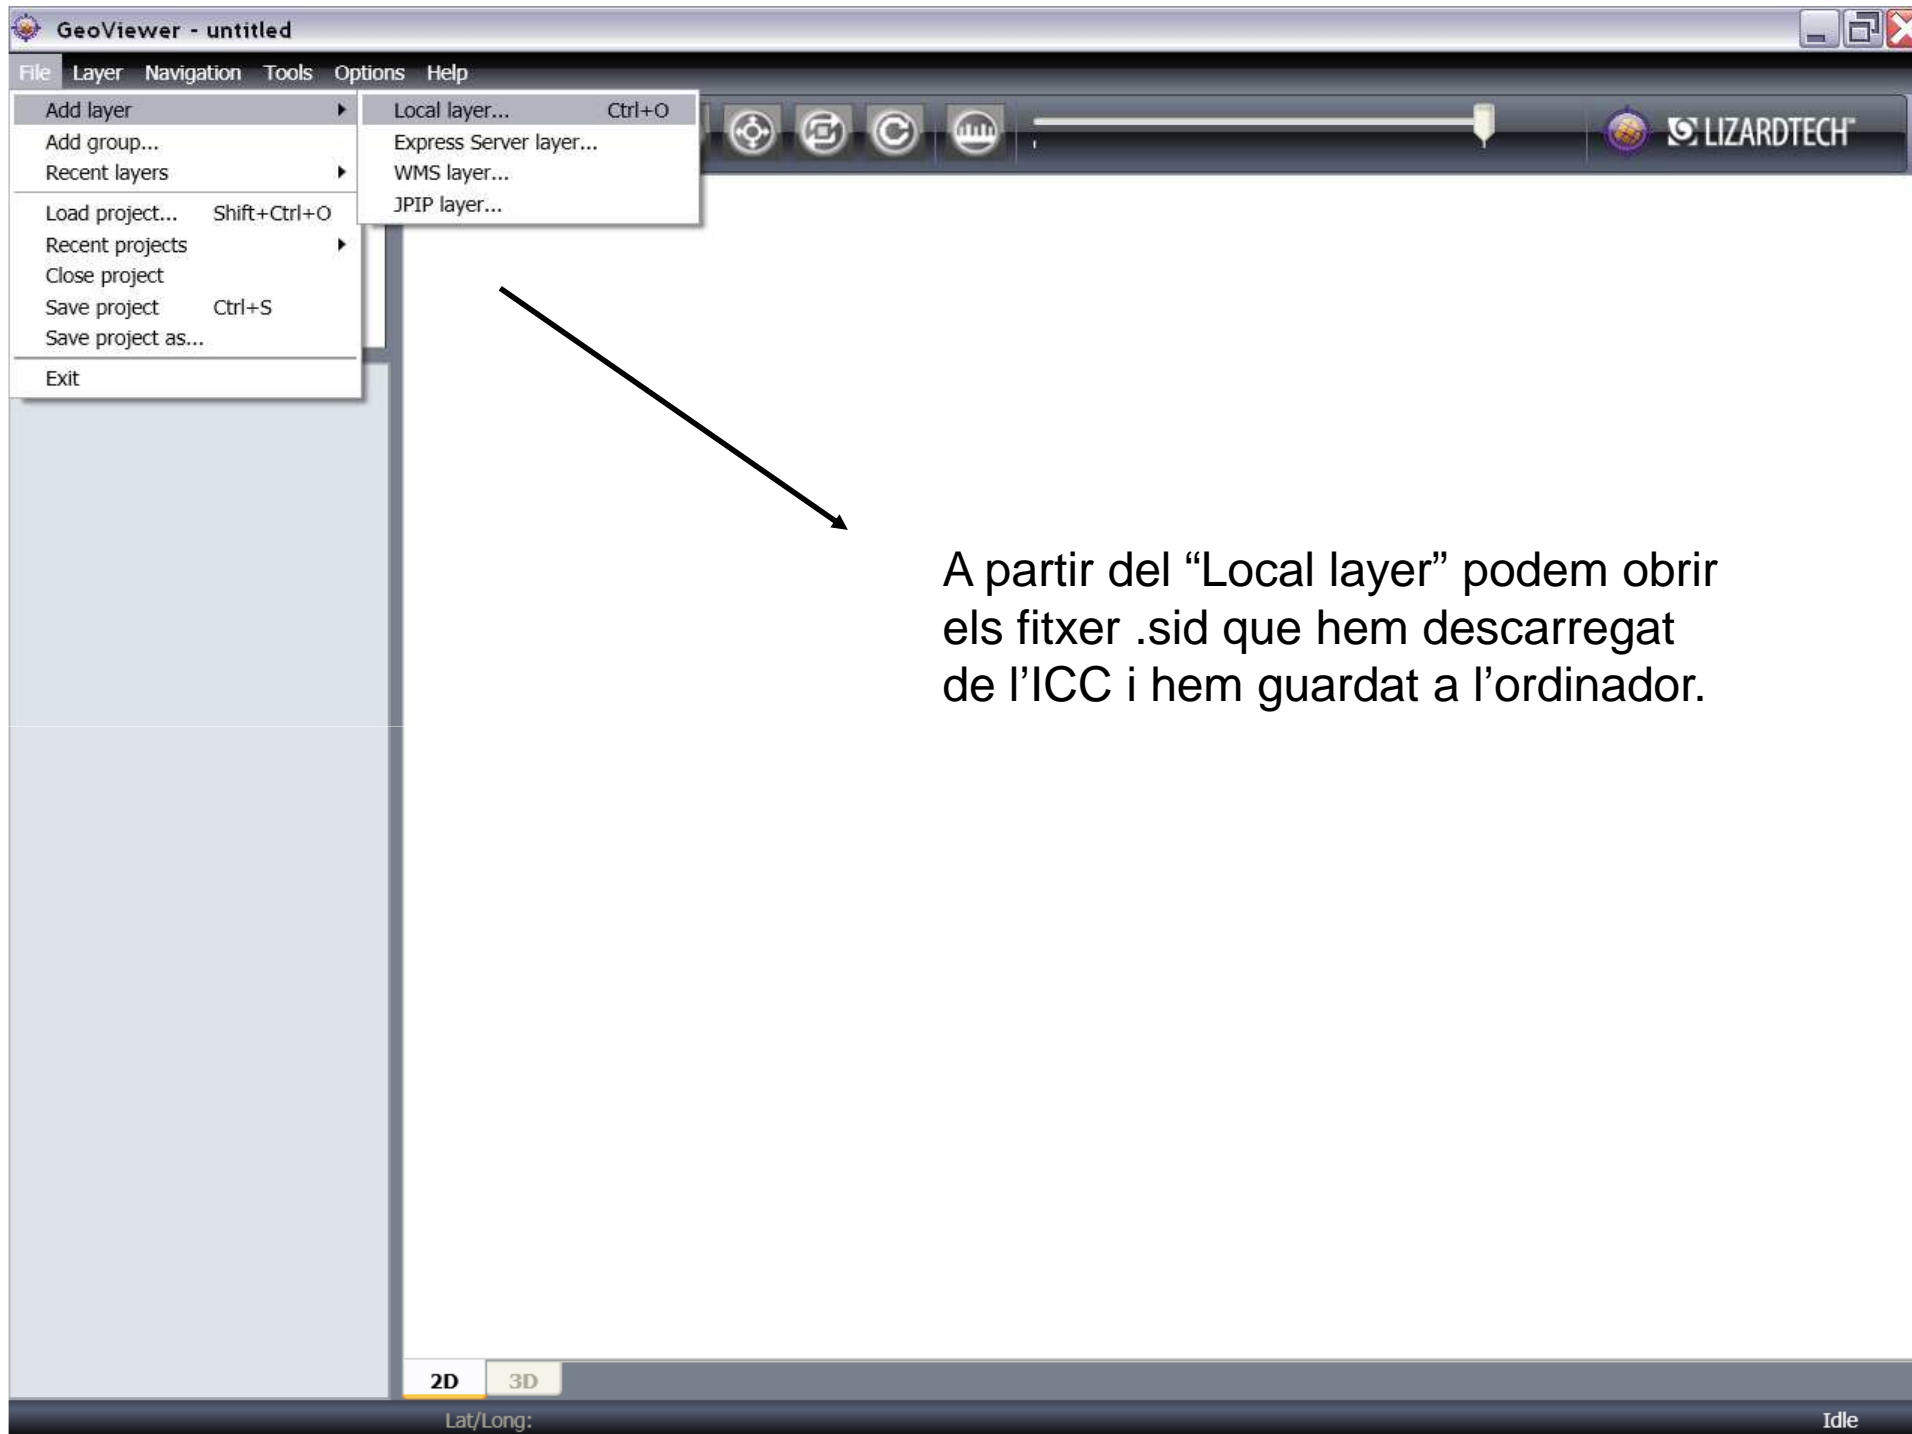 GeoViewer - untitled
File Layer Navigation Tools Options Help
Add layer
Add group...
Recent layers
Load project... Shift+Ctrl+O
Recent projects
Close project
Save project Ctrl+S
Save project as...
Exit
Local layer... Ctrl+O
Express Server layer...
WMS layer...
JPIP layer...
LIZARDTECH™
A partir del “Local layer” podem obrir
els fitxer .sid que hem descarregat
de l’ICC i hem guardat a l’ordinador.
2D 3D
Lat/Long:
Idle